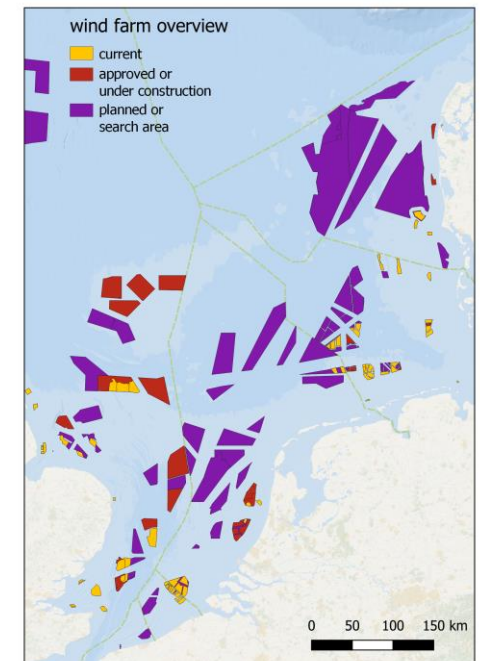 wind farm overview
current
approved or
under construction
planned or
search area
0 50 100 150 km